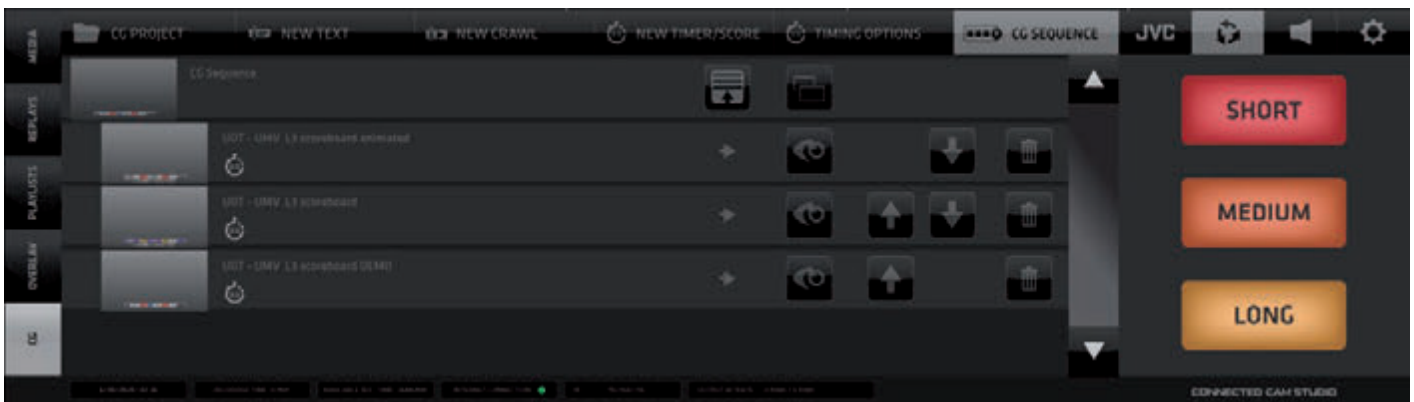 CG PROJECT
NEW TEXT
NEW CRAWL
NEW TIMER/SCORE
TIMING OPTIONS
CG SEQUENCE
JVC
MEDIA
REPLAYS
PLAYLISTS
OVERLAY
CG
CG Sequence
UOT - UMV L3 scoreboard animated
UOT - UMV L3 scoreboard
UOT - UMV L3 scoreboard DEMO
SHORT
MEDIUM
LONG
CONNECTED CAM STUDIO